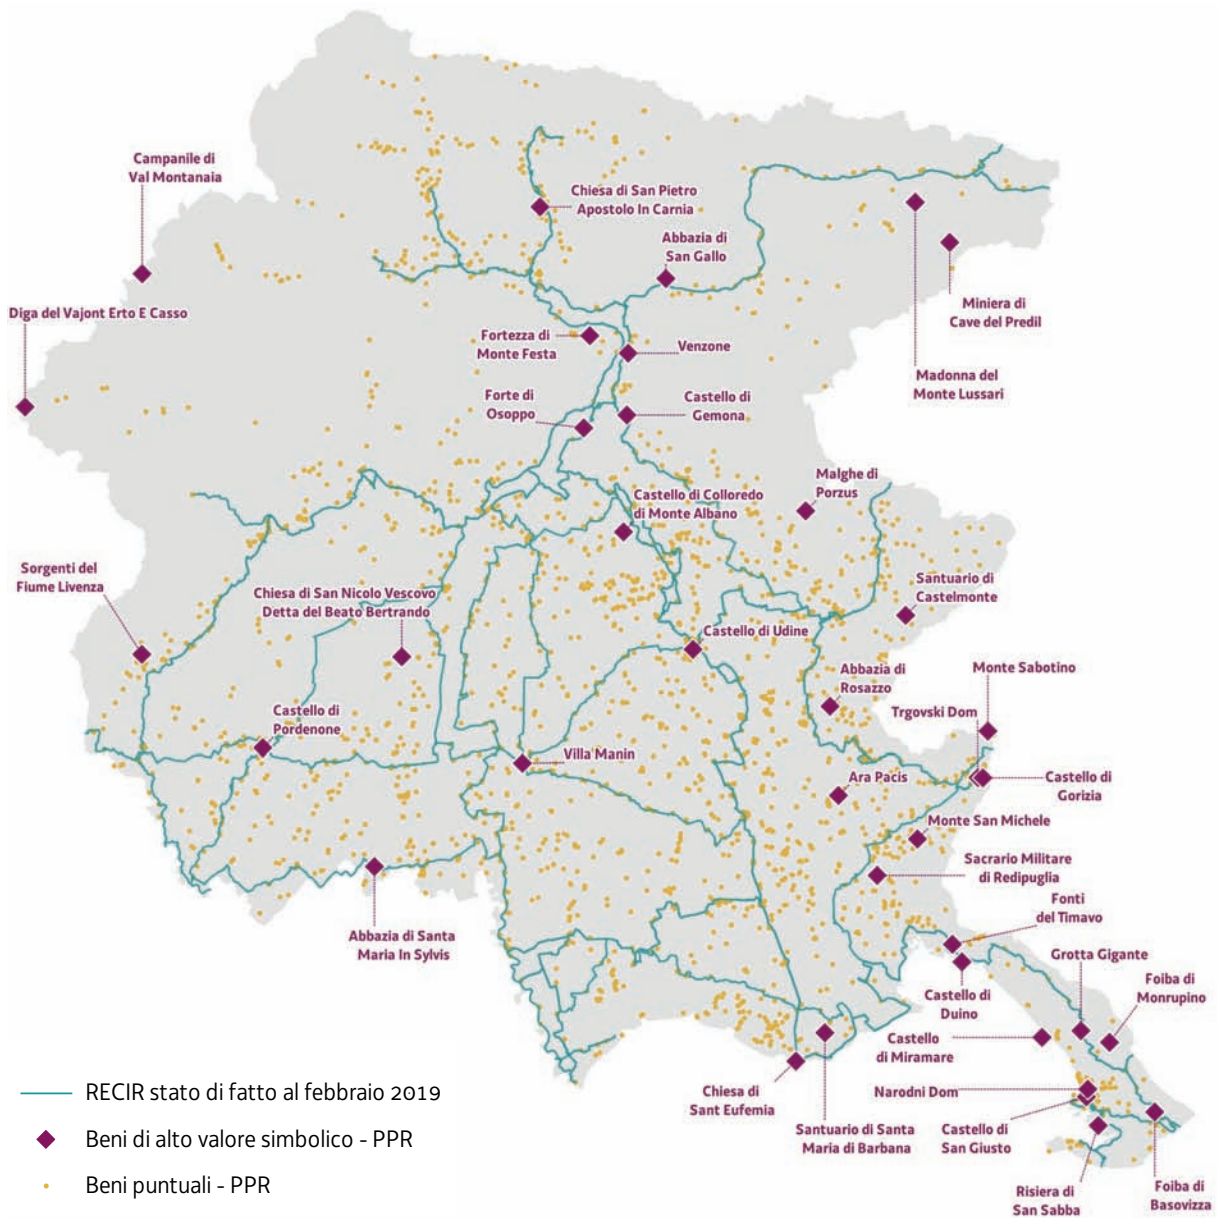 Campanile di
Val Montanaia
Chiesa di San Pietro
Apostolo In Carnia
Abbazia di
San Gallo
Diga del Vajont Erto E Casso
Miniera di
Cave del Predil
Fortezza di
Monte Festa
Venzone
Madonna del
Monte Lussari
Forte di
Osoppo
Castello di
Gemona
Malghe di
Porzus
Castello di Colloredo
di Monte Albano
Sorgenti del
Fiume Livenza
Chiesa di San Nicolo Vescovo
Detta del Beato Bertrando
Santuario di
Castelmonte
Castello di Udine
Abbazia di
Rosazzo
Monte Sabotino
Trgovski Dom
Castello di
Pordenone
Villa Manin
Ara Pacis
Castello di
Gorizia
Monte San Michele
Sacrario Militare
di Redipuglia
Fonti
del Timavo
Abbazia di Santa
Maria In Sylvis
Grotta Gigante
Foiba di
Monrupino
Castello di
Duino
Castello
di Miramare
Chiesa di
Sant Eufemia
Narodni Dom
Santuario di Santa
Maria di Barbana
Castello di
San Giusto
Risiera di
San Sabba
Foiba di
Basovizza
RECIR stato di fatto al febbraio 2019
Beni di alto valore simbolico - PPR
Beni puntuali - PPR